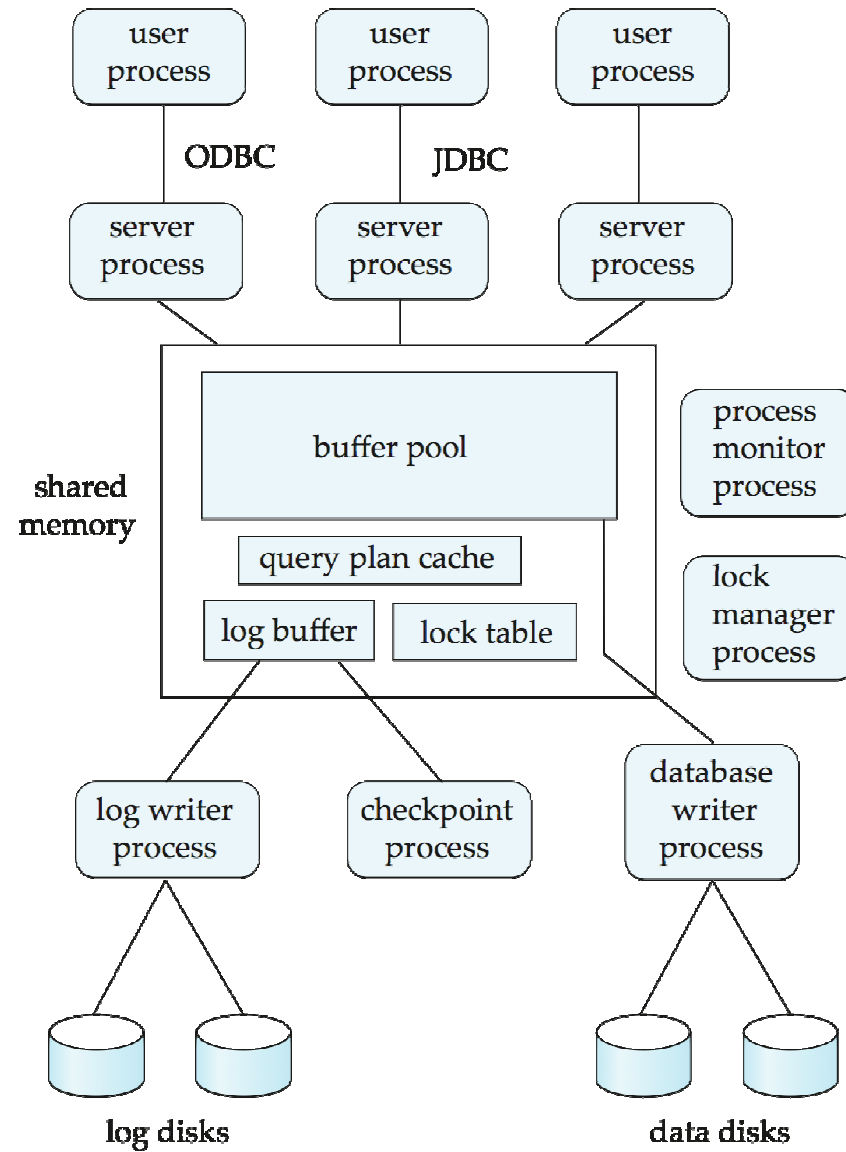 user
process
user
process
user
process
ODBC
JDBC
server
process
server
process
server
process
buffer pool
process
monitor
process
shared
memory
query plan cache
lock
manager
process
log buffer
lock table
database
writer
process
log writer
process
checkpoint
process
log disks
data disks